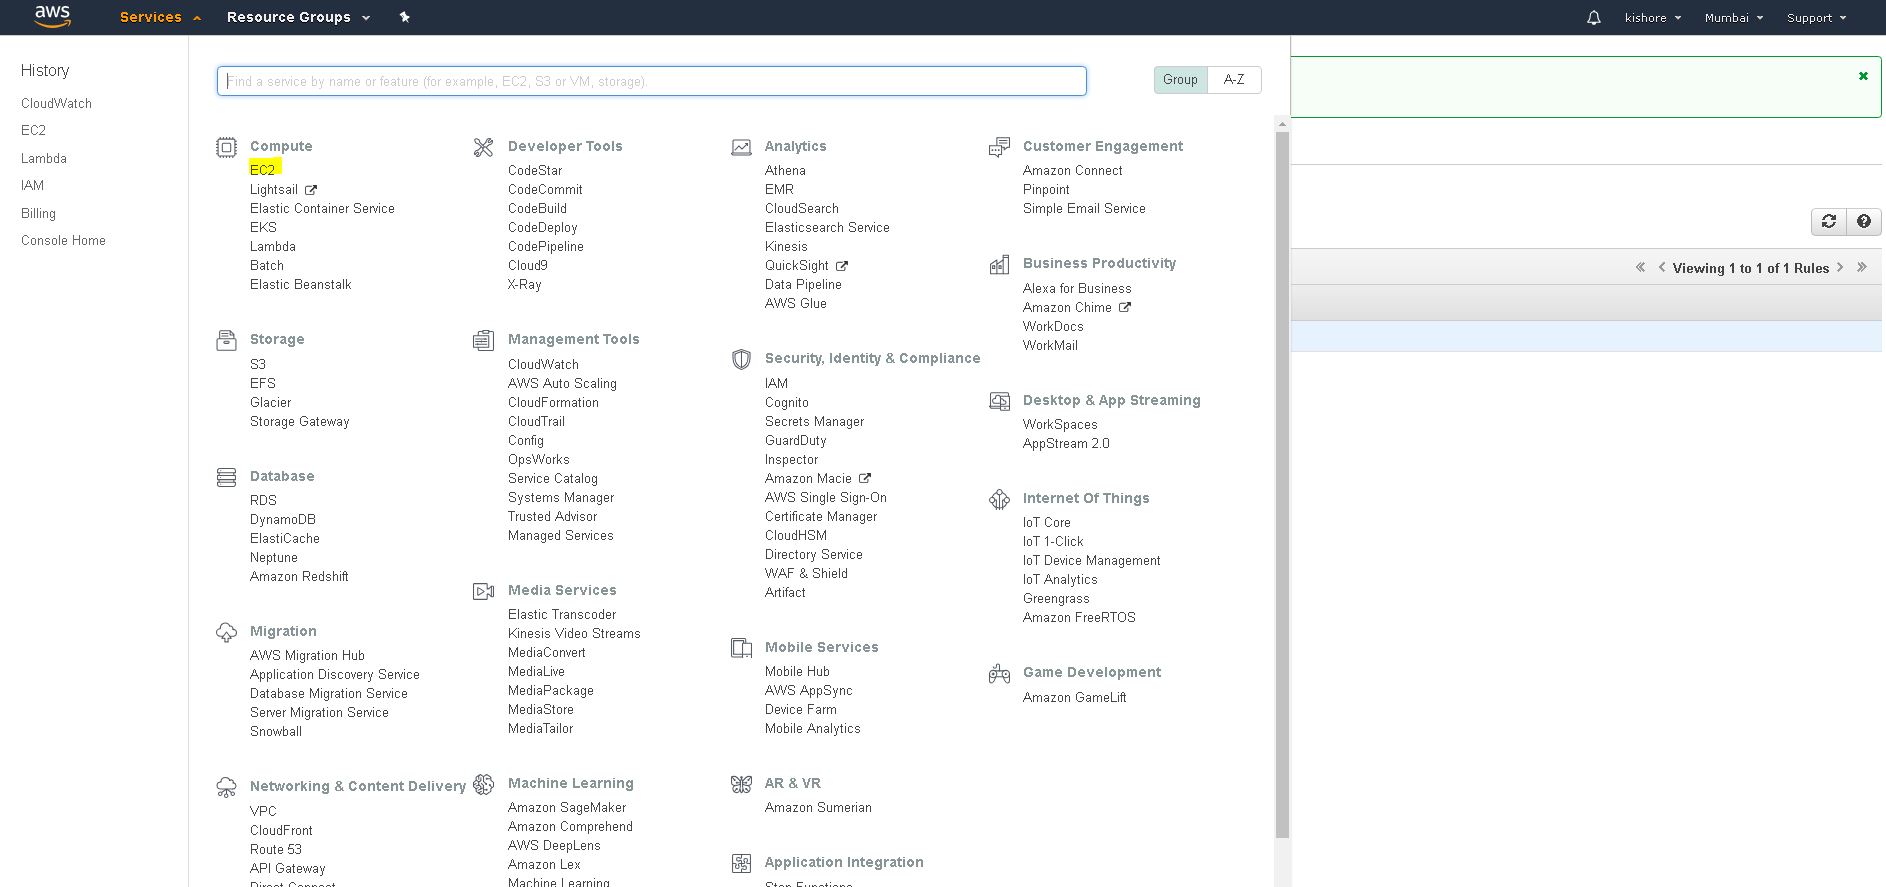 aws
Services
Resource Groups
kishore
Mumbai
Support
History
CloudWatch
EC2
Lambda
IAM
Billing
Console Home
Find a service by name or feature (for example, EC2, S3 or VM, storage).
Group
A-Z
Compute
EC2
Lightsail
Elastic Container Service
EKS
Lambda
Batch
Elastic Beanstalk
Storage
S3
EFS
Glacier
Storage Gateway
Database
RDS
DynamoDB
ElastiCache
Neptune
Amazon Redshift
Migration
AWS Migration Hub
Application Discovery Service
Database Migration Service
Server Migration Service
Snowball
Networking & Content Delivery
VPC
CloudFront
Route 53
API Gateway
Direct Connect
Developer Tools
CodeStar
CodeCommit
CodeBuild
CodeDeploy
CodePipeline
Cloud9
X-Ray
Management Tools
CloudWatch
AWS Auto Scaling
CloudFormation
CloudTrail
Config
OpsWorks
Service Catalog
Systems Manager
Trusted Advisor
Managed Services
Media Services
Elastic Transcoder
Kinesis Video Streams
MediaConvert
MediaLive
MediaPackage
MediaStore
MediaTailor
Machine Learning
Amazon SageMaker
Amazon Comprehend
AWS DeepLens
Amazon Lex
Machine Learning
Analytics
Athena
EMR
CloudSearch
Elasticsearch Service
Kinesis
QuickSight
Data Pipeline
AWS Glue
Security, Identity & Compliance
IAM
Cognito
Secrets Manager
GuardDuty
Inspector
Amazon Macie
AWS Single Sign-On
Certificate Manager
CloudHSM
Directory Service
WAF & Shield
Artifact
Mobile Services
Mobile Hub
AWS AppSync
Device Farm
Mobile Analytics
AR & VR
Amazon Sumerian
Application Integration
Step Functions
Customer Engagement
Amazon Connect
Pinpoint
Simple Email Service
Business Productivity
Alexa for Business
Amazon Chime
WorkDocs
WorkMail
Desktop & App Streaming
WorkSpaces
AppStream 2.0
Internet Of Things
IoT Core
IoT 1-Click
IoT Device Management
IoT Analytics
Greengrass
Amazon FreeRTOS
Game Development
Amazon GameLift
Viewing 1 to 1 of 1 Rules